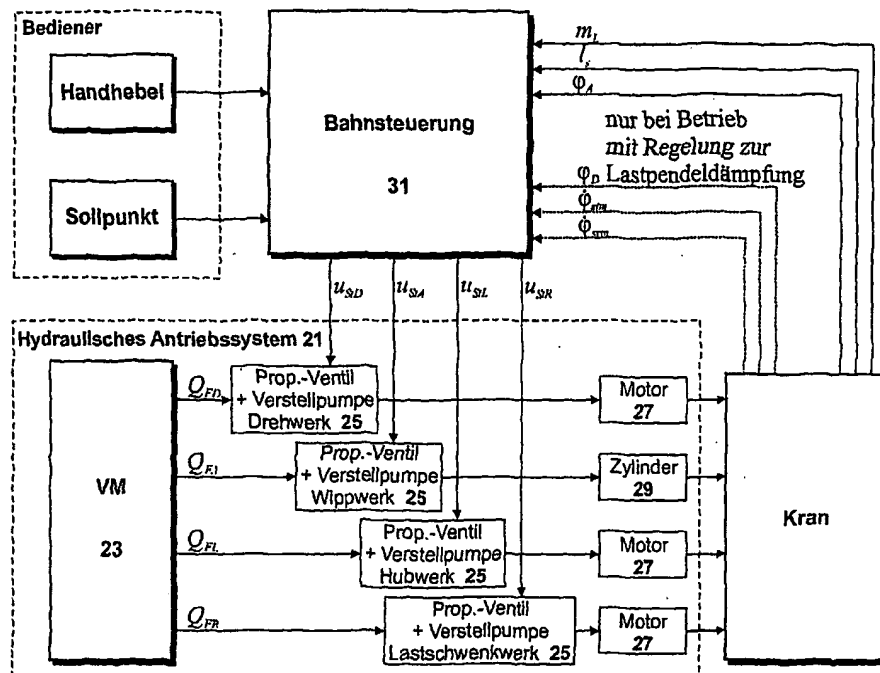 Bediener
Handhebel
Sollpunkt
Bahnsteuerung
31
m_L
l_s
φ_A
nur bei Betrieb
mit Regelung zur
φ_D Lastpendeldämpfung
u_StD
u_StA
u_StL
u_StR
Hydraulisches Antriebssystem 21
VM
23
Q_FD
Q_FA
Q_FL
Q_FR
Prop.-Ventil
+ Verstellpumpe
Drehwerk 25
Prop.-Ventil
+ Verstellpumpe
Wippwerk 25
Prop.-Ventil
+ Verstellpumpe
Hubwerk 25
Prop.-Ventil
+ Verstellpumpe
Lastschwenkwerk 25
Motor
27
Zylinder
29
Motor
27
Motor
27
Kran